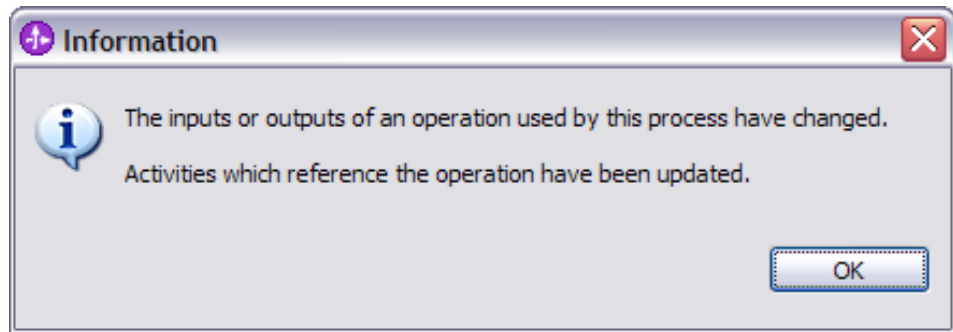 Information
The inputs or outputs of an operation used by this process have changed.
Activities which reference the operation have been updated.
OK